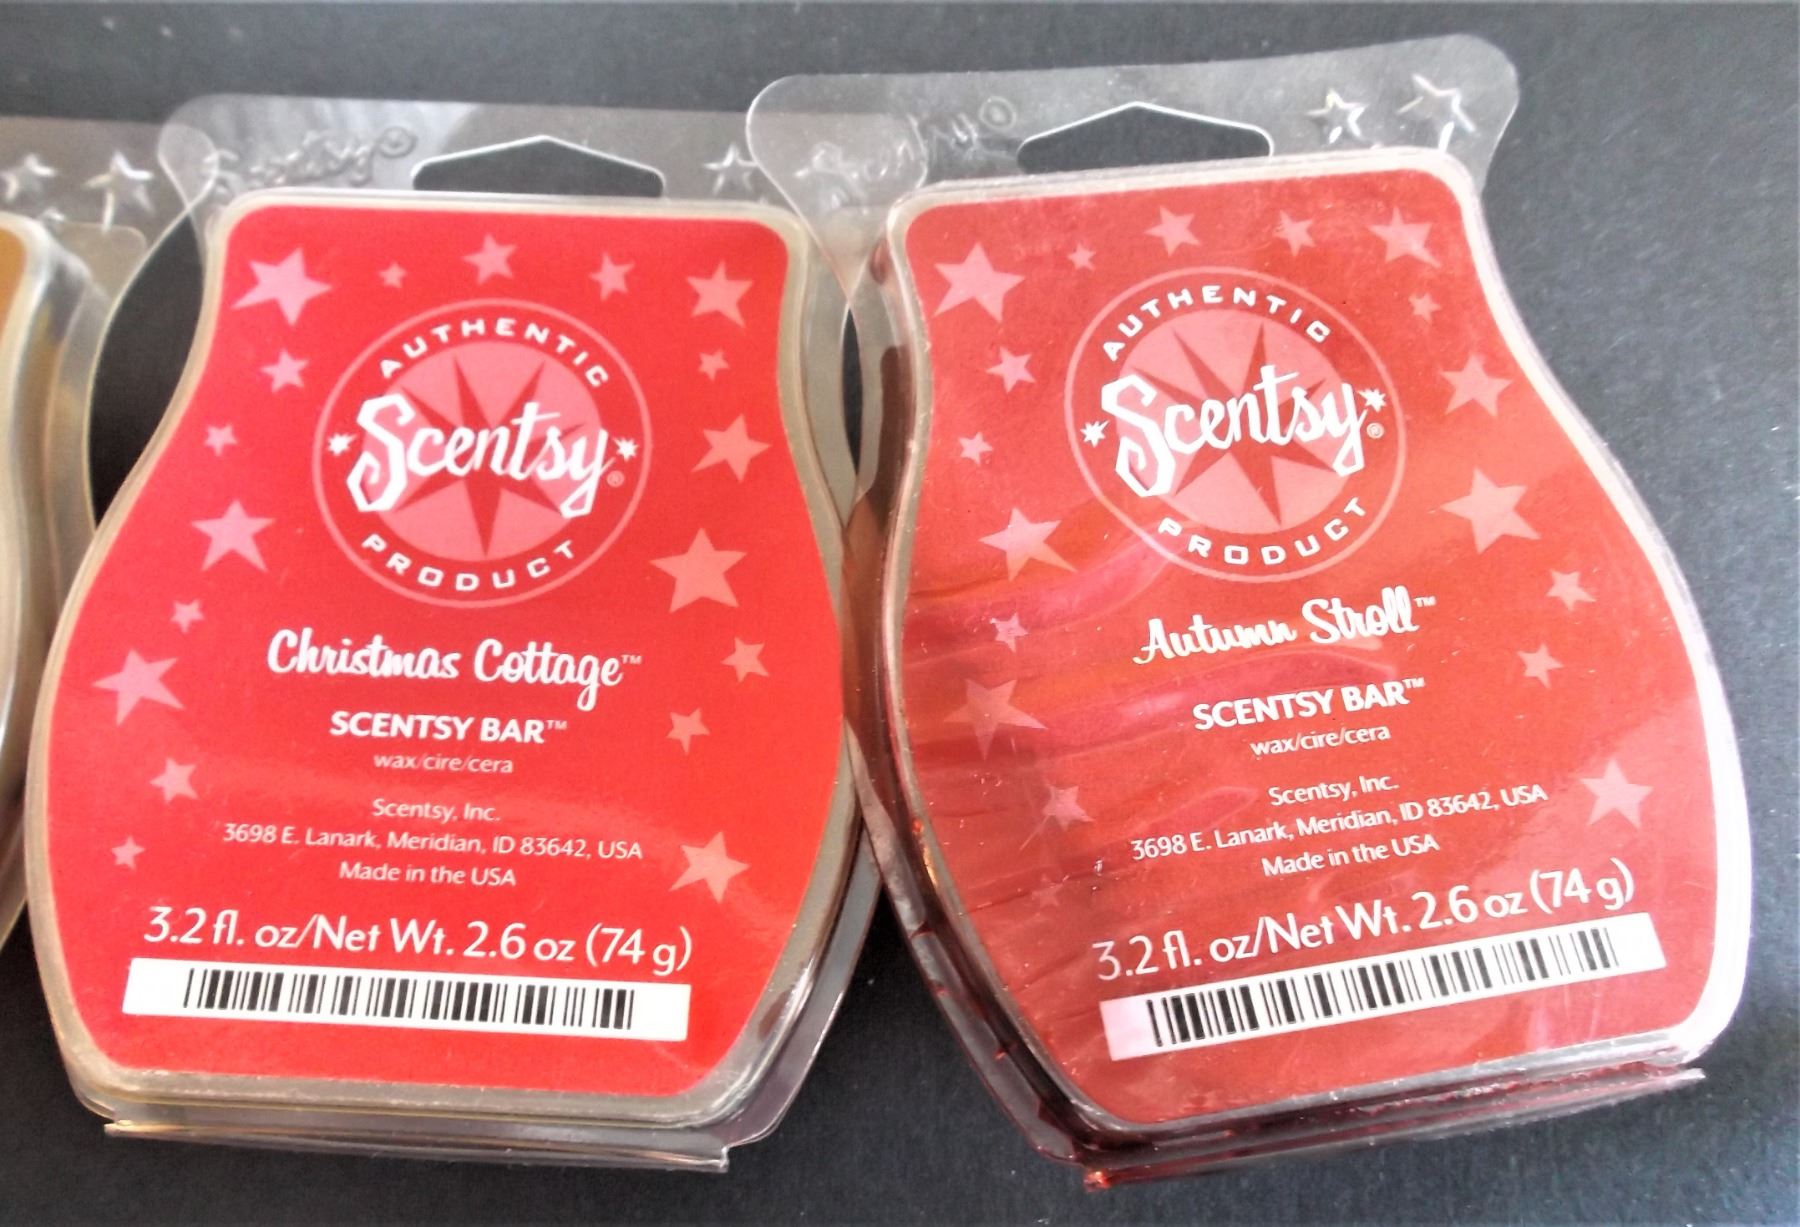 Scentsy®
AUTHENTIC
Scentsy®
PRODUCT
Christmas Cottage™
SCENTSY BAR™
wax/cire/cera
Scentsy, Inc.
3698 E. Lanark, Meridian, ID 83642, USA
Made in the USA
3.2 fl. oz/Net Wt. 2.6 oz (74 g)
Scentsy®
AUTHENTIC
Scentsy®
PRODUCT
Autumn Stroll™
SCENTSY BAR™
wax/cire/cera
Scentsy, Inc.
3698 E. Lanark, Meridian, ID 83642, USA
Made in the USA
3.2 fl. oz/Net Wt. 2.6 oz (74 g)